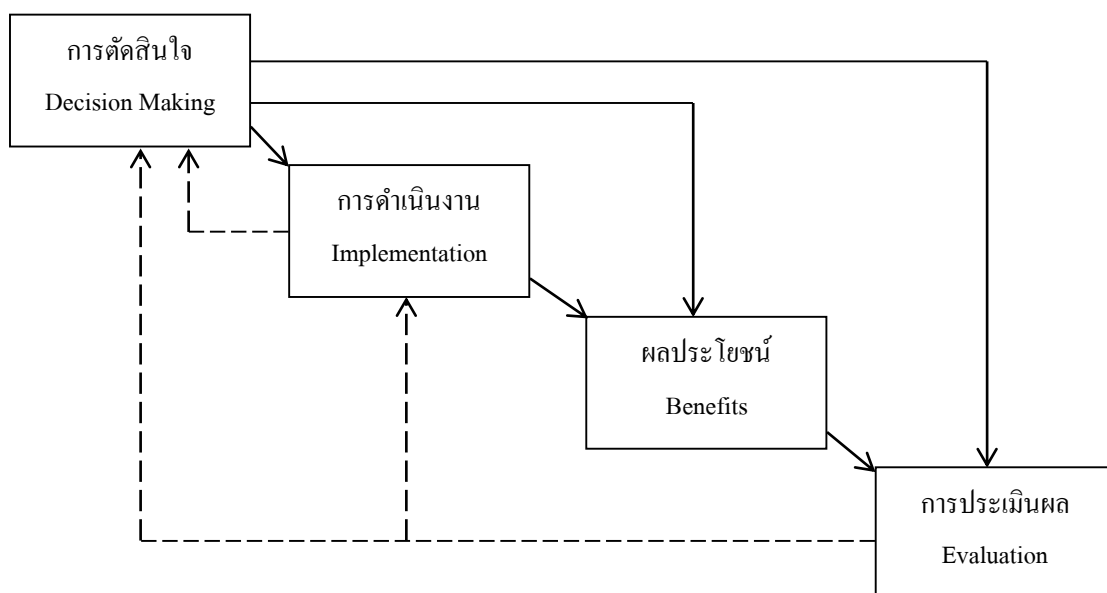 การตัดสินใจ
Decision Making
การดำเนินงาน
Implementation
ผลประโยชน์
Benefits
การประเมินผล
Evaluation